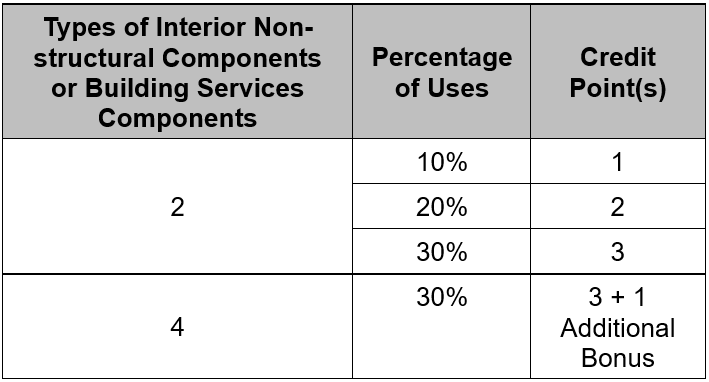 Types of Interior Non-
structural Components
or Building Services
Components
Percentage
of Uses
Credit
Point(s)
2
10%
1
20%
2
30%
3
4
30%
3 + 1
Additional
Bonus